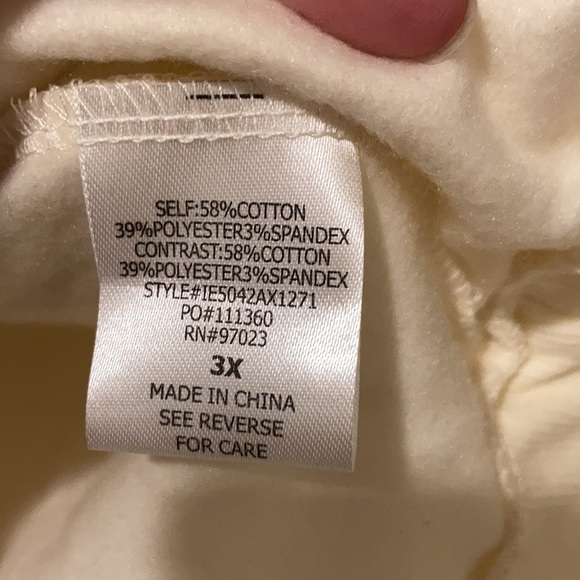 SELF:58%COTTON
39%POLYESTER3%SPANDEX
CONTRAST:58%COTTON
39%POLYESTER3%SPANDEX
STYLE#IE5042AX1271
PO#111360
RN#97023
3X
MADE IN CHINA
SEE REVERSE
FOR CARE